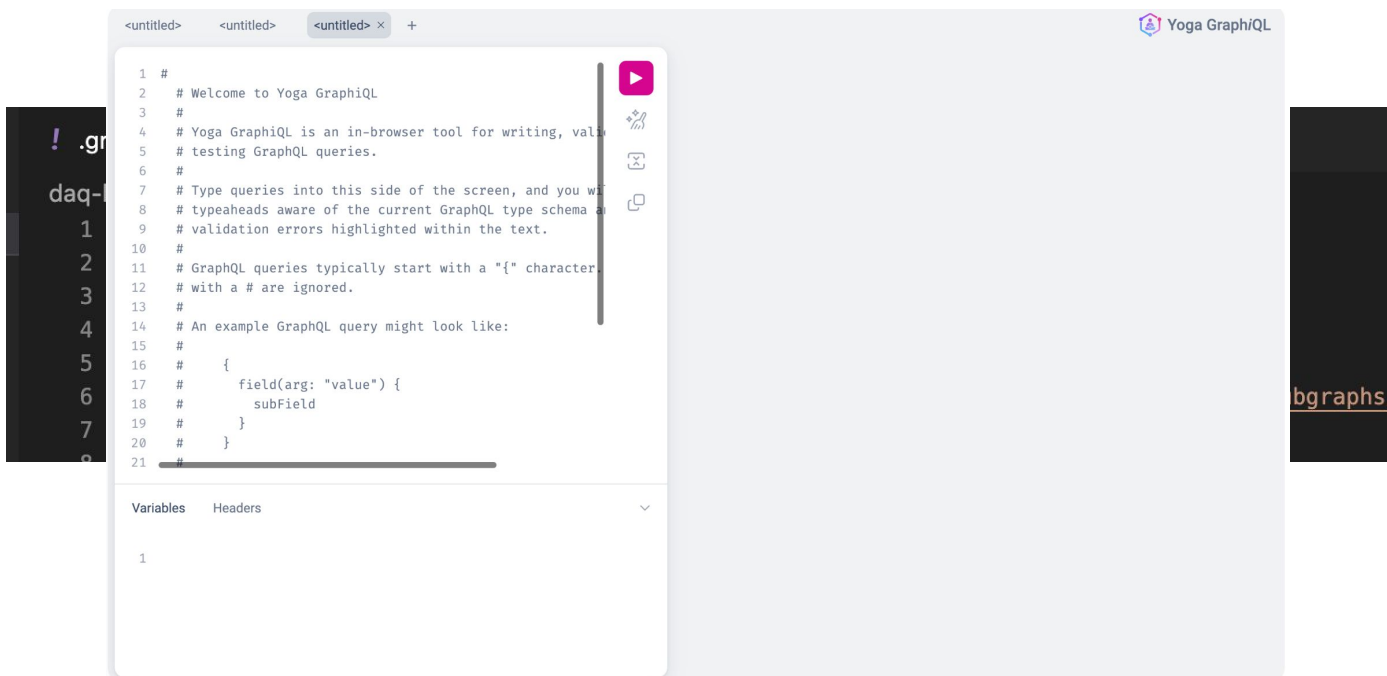 <untitled> <untitled> <untitled> × +
Yoga GraphiQL
1 #
2 # Welcome to Yoga GraphiQL
3 #
4 # Yoga GraphiQL is an in-browser tool for writing, vali
5 # testing GraphQL queries.
6 #
7 # Type queries into this side of the screen, and you wi
8 # typeaheads aware of the current GraphQL type schema a
9 # validation errors highlighted within the text.
10 #
11 # GraphQL queries typically start with a "{" character.
12 # with a # are ignored.
13 #
14 # An example GraphQL query might look like:
15 #
16 # {
17 # field(arg: "value") {
18 # subField
19 # }
20 # }
21 #
Variables Headers
1
! .gr
daq-
1
2
3
4
5
6
7
bgraphs